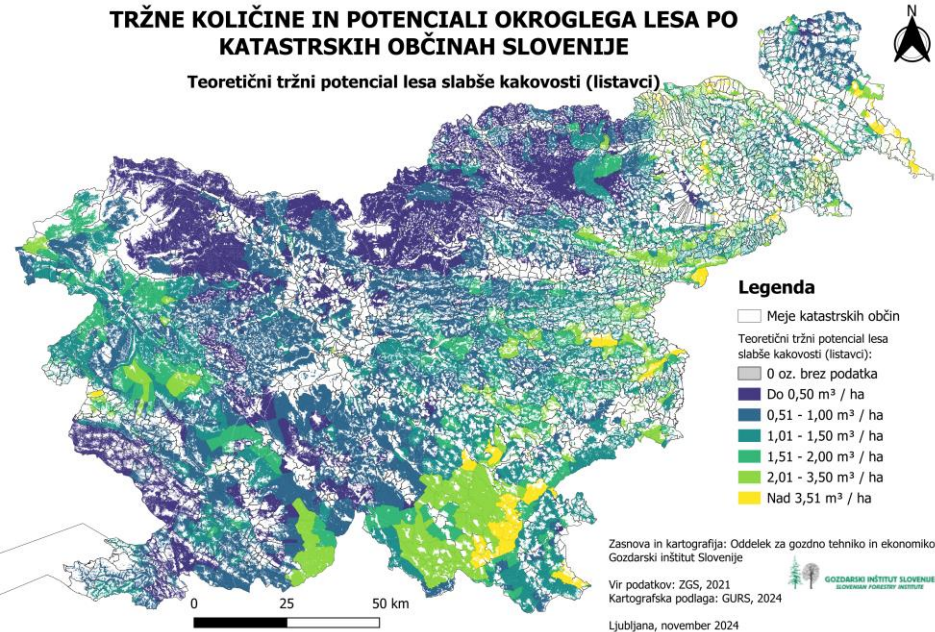 TRŽNE KOLIČINE IN POTENCIALI OKROGLEGA LESA PO
KATASTRSKIH OBČINAH SLOVENIJE
Teoretični tržni potencial lesa slabše kakovosti (listavci)
N
Legenda
Meje katastrskih občin
Teoretični tržni potencial lesa
slabše kakovosti (listavci):
0 oz. brez podatka
Do 0,50 m³ / ha
0,51 - 1,00 m³ / ha
1,01 - 1,50 m³ / ha
1,51 - 2,00 m³ / ha
2,01 - 3,50 m³ / ha
Nad 3,51 m³ / ha
Zasnova in kartografija: Oddelek za gozdno tehniko in ekonomiko
Gozdarski inštitut Slovenije
Vir podatkov: ZGS, 2021
Kartografska podlaga: GURS, 2024
GOZDARSKI INŠTITUT SLOVENIJE
SLOVENIAN FORESTRY INSTITUTE
Ljubljana, november 2024
0 25 50 km